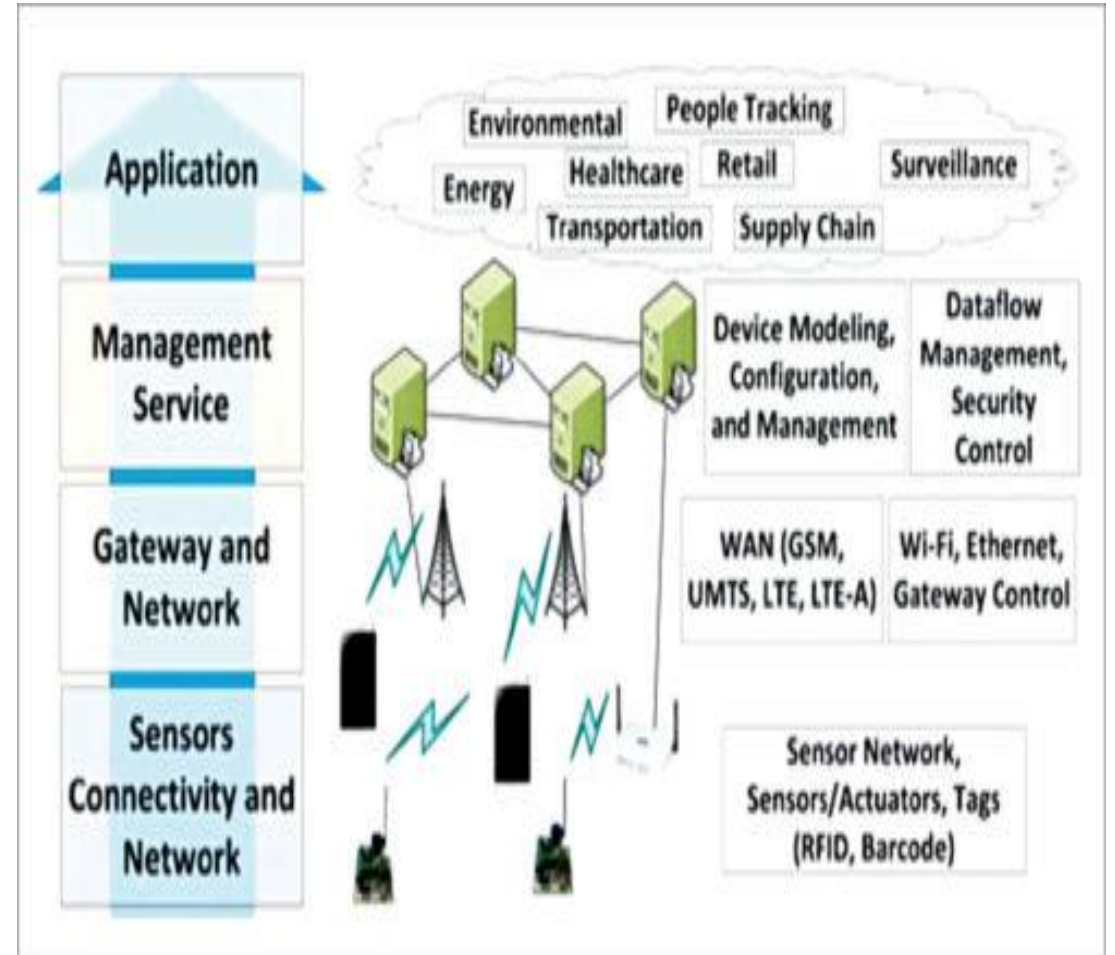 Application
Environmental
People Tracking
Energy
Healthcare
Retail
Surveillance
Transportation
Supply Chain
Management
Service
Device Modeling,
Configuration,
and Management
Dataflow
Management,
Security
Control
Gateway and
Network
WAN (GSM,
UMTS, LTE, LTE-A)
Wi-Fi, Ethernet,
Gateway Control
Sensors
Connectivity and
Network
Sensor Network,
Sensors/Actuators, Tags
(RFID, Barcode)